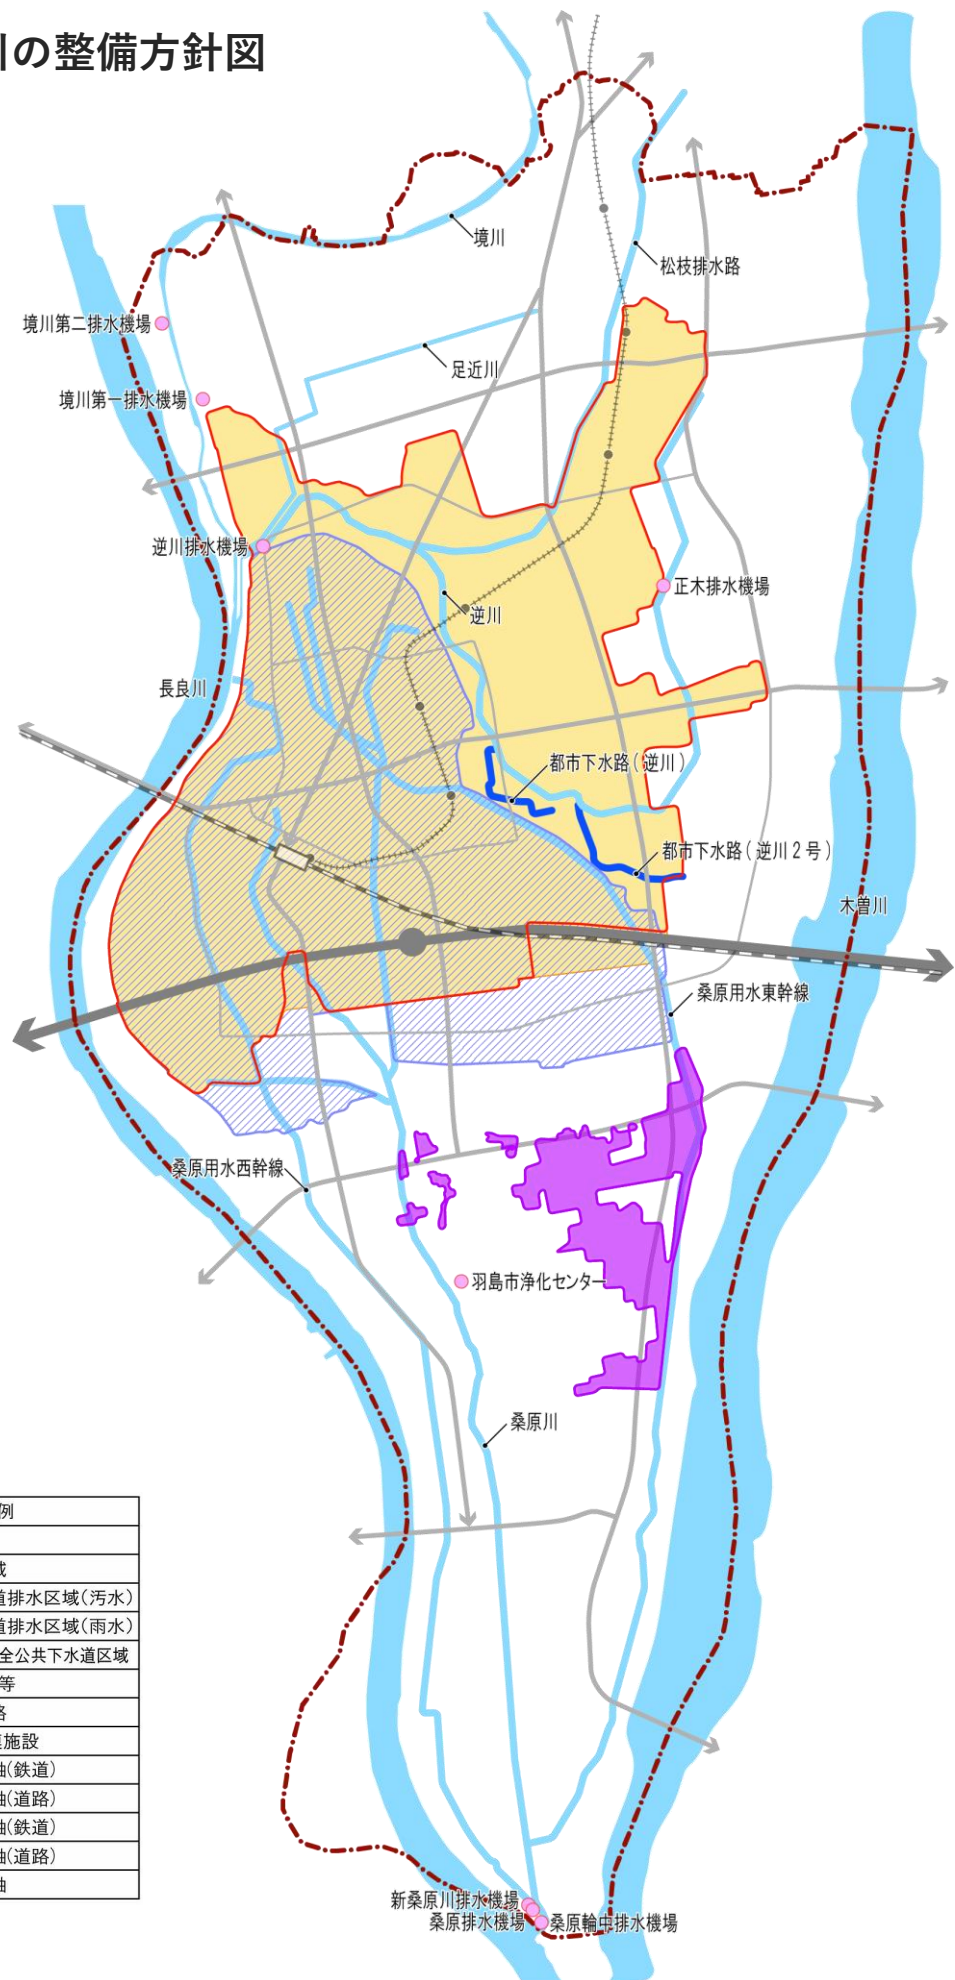 の整備方針図
境川
松枝排水路
境川第二排水機場
足近川
境川第一排水機場
逆川排水機場
正木排水機場
逆川
長良川
都市下水路(逆川)
都市下水路(逆川2号)
木曽川
桑原用水東幹線
桑原用水西幹線
羽島市浄化センター
桑原川
例
域
道排水区域(汚水)
道排水区域(雨水)
全公共下水道区域
等
路
施設
軸(鉄道)
軸(道路)
軸(鉄道)
軸(道路)
軸
新桑原川排水機場
桑原排水機場
桑原輪中排水機場